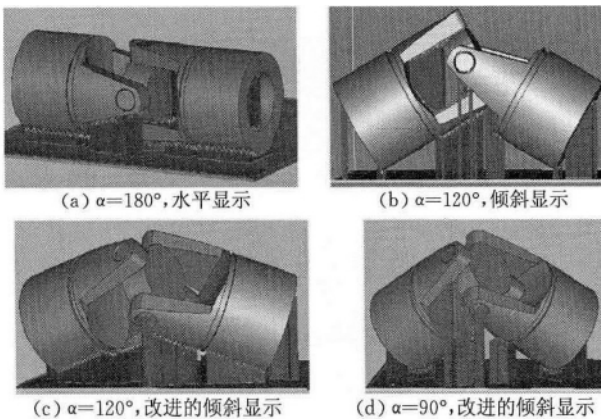 (a) α=180°,水平显示
(b) α=120°,倾斜显示
(c) α=120°,改进的倾斜显示
(d) α=90°,改进的倾斜显示